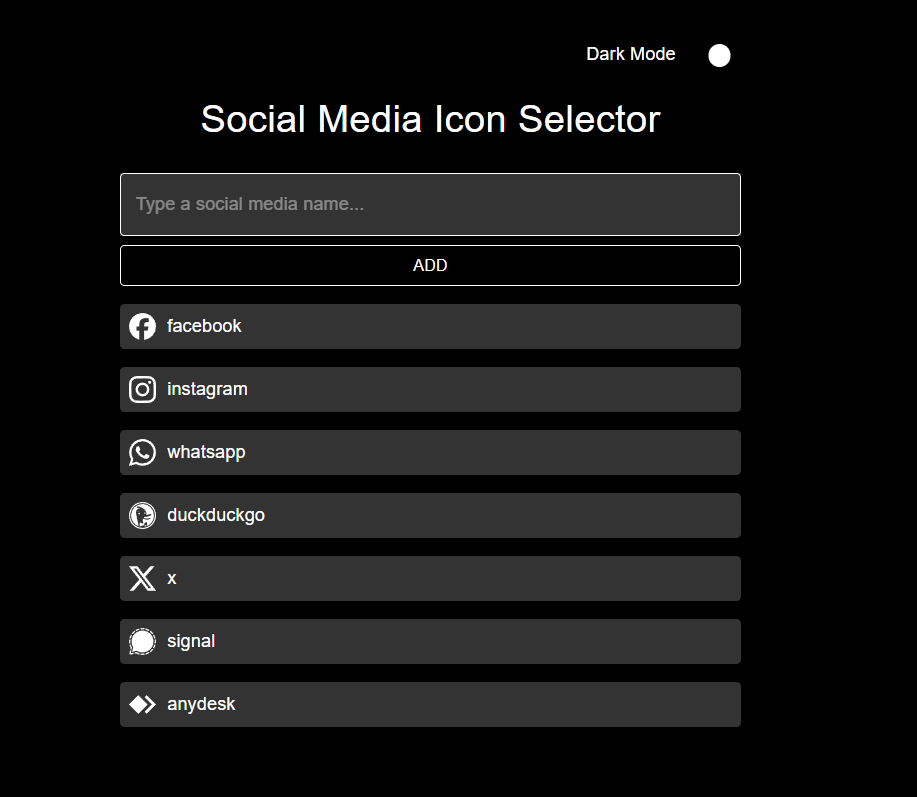 Dark Mode
Social Media Icon Selector
Type a social media name...
ADD
facebook
instagram
whatsapp
duckduckgo
x
signal
anydesk